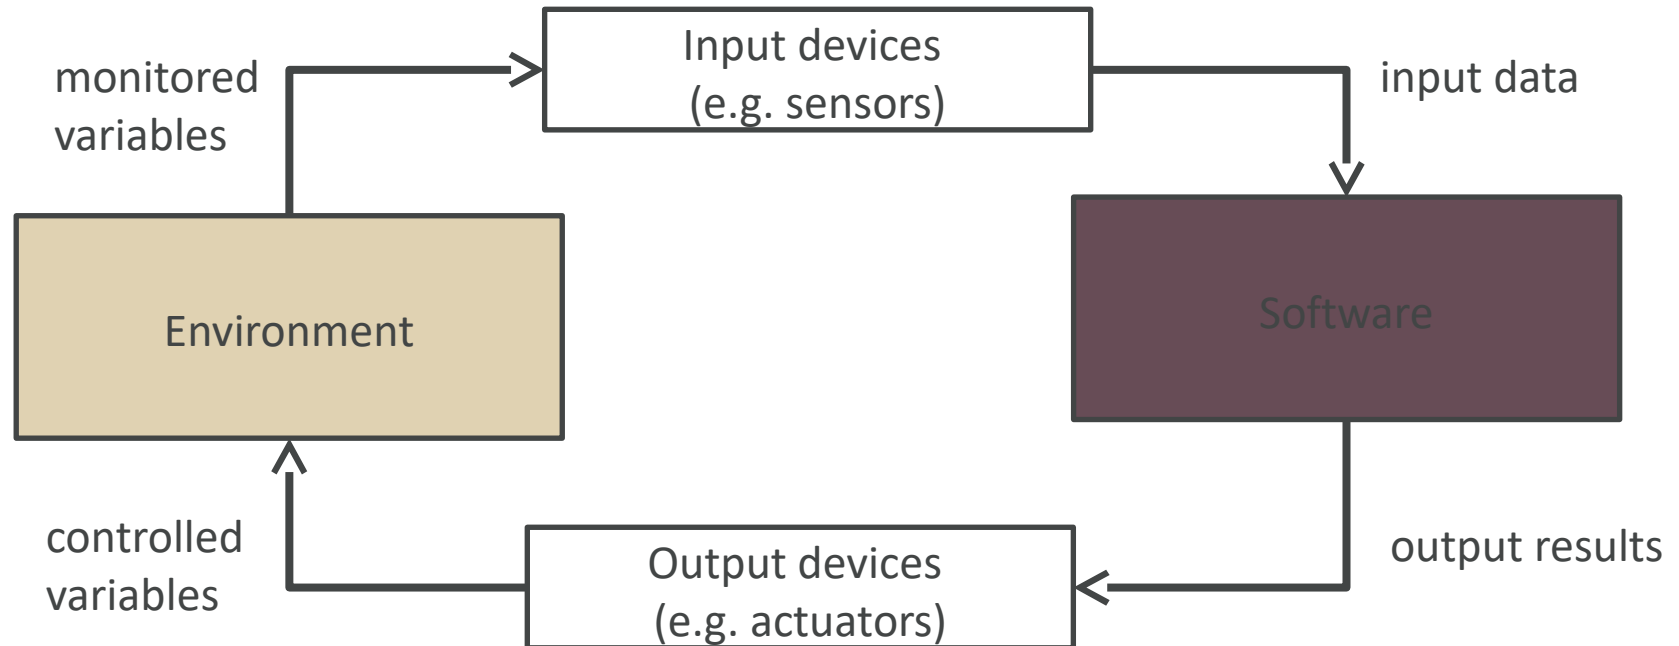 Input devices
(e.g. sensors)
monitored
variables
input data
Environment
Software
controlled
variables
Output devices
(e.g. actuators)
output results